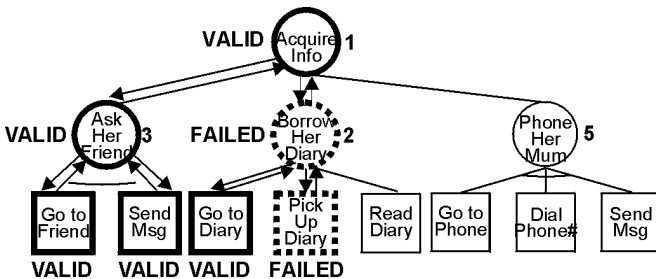 VALID
Acquire
Info
1
VALID
Ask
Her
Friend
3
FAILED
Borrow
Her
Diary
2
Phone
Her
Mum
5
Go to
Friend
Send
Msg
Go to
Diary
Pick
Up
Diary
Read
Diary
Go to
Phone
Dial
Phone#
Send
Msg
VALID
VALID
VALID
FAILED